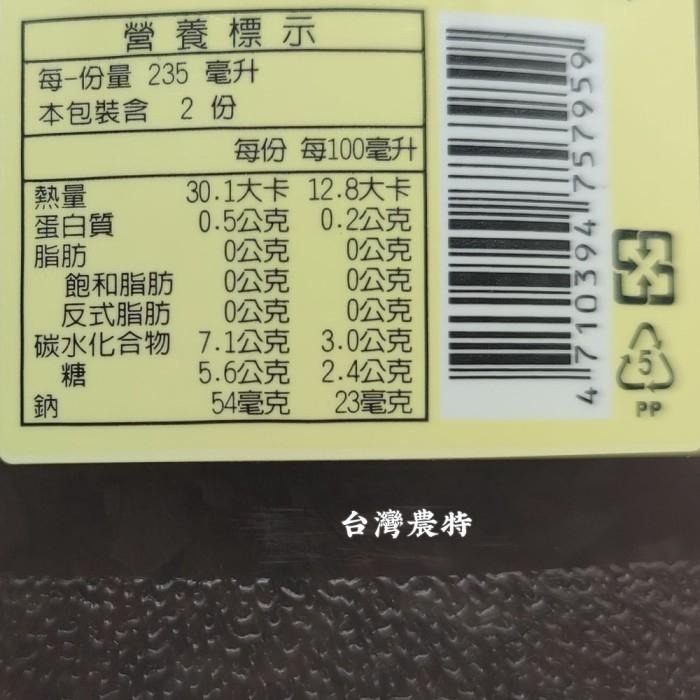 營養標示
每一份量 235 毫升
本包裝含 2 份
每份 每100毫升
熱量 30.1大卡 12.8大卡
蛋白質 0.5公克 0.2公克
脂肪 0公克 0公克
飽和脂肪 0公克 0公克
反式脂肪 0公克 0公克
碳水化合物 7.1公克 3.0公克
糖 5.6公克 2.4公克
鈉 54毫克 23毫克
4710394757959
5
PP
台灣農特